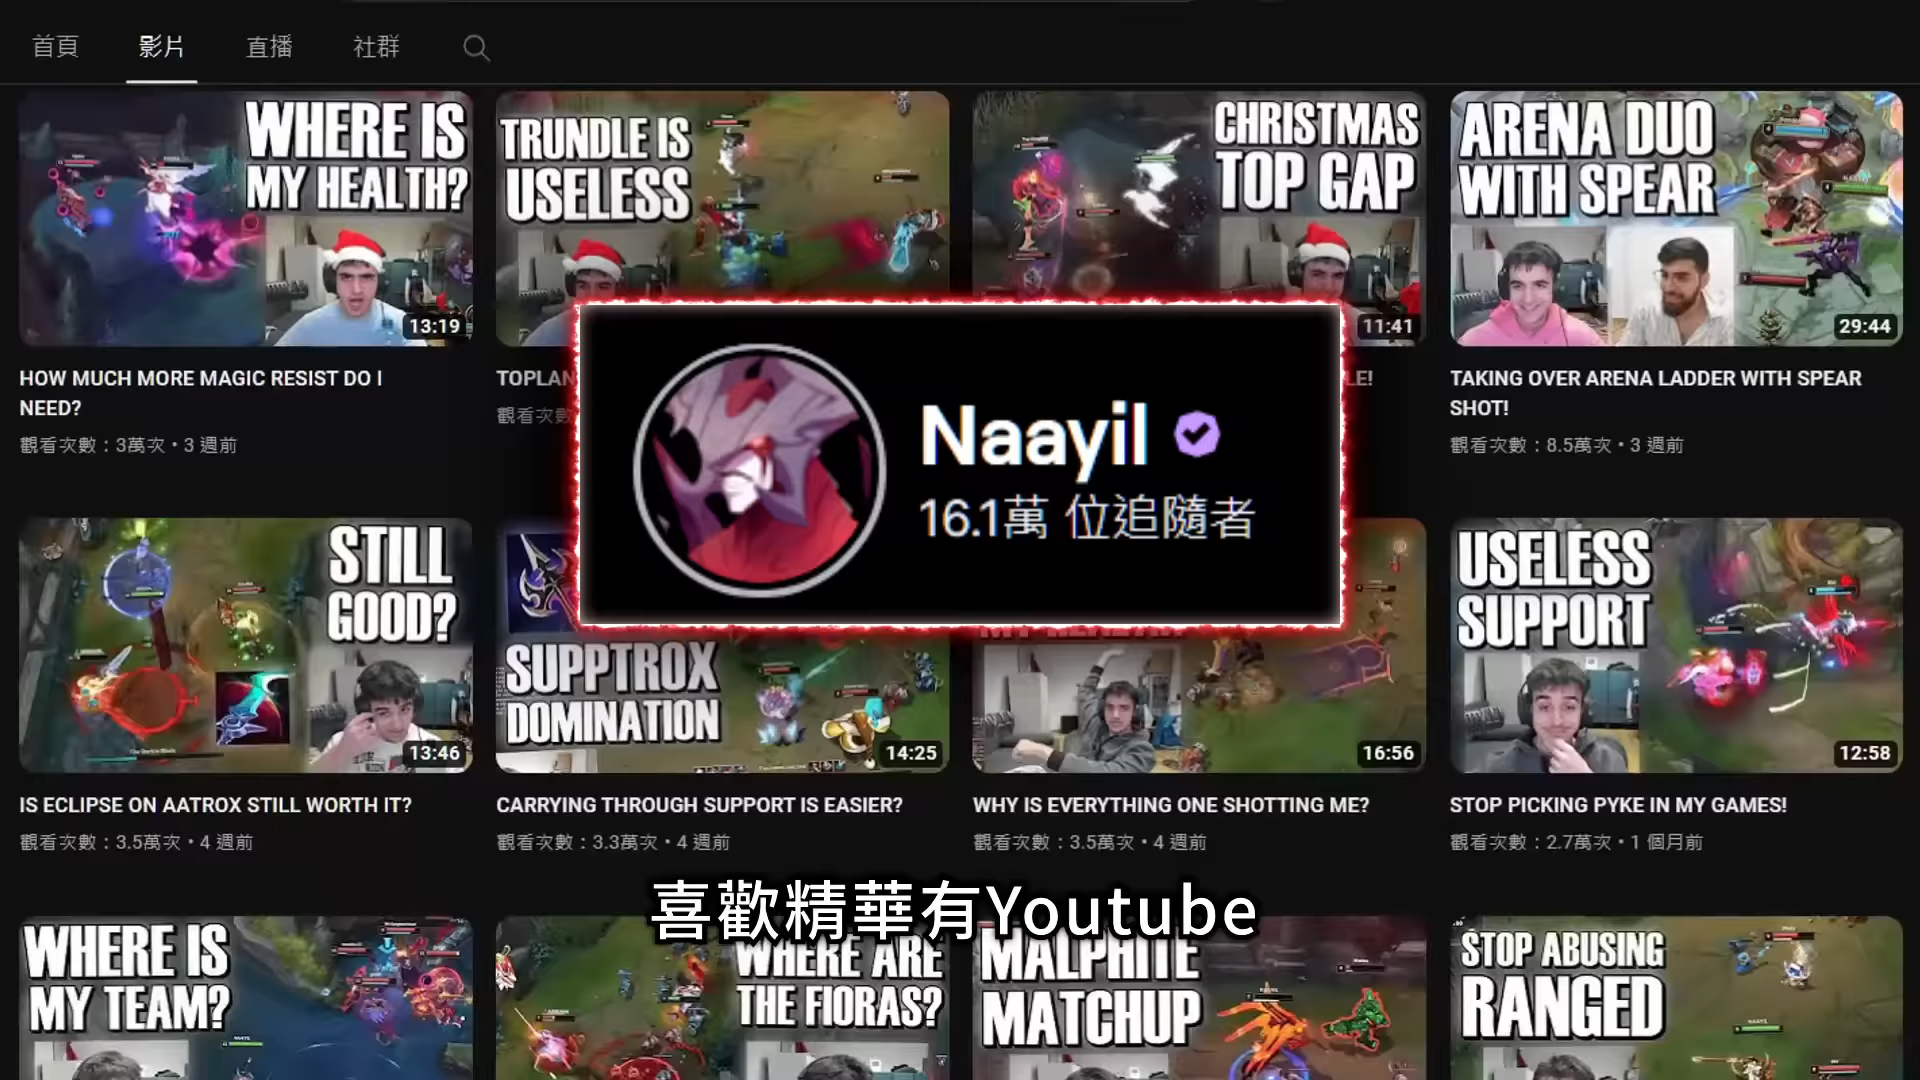 首頁
影片
直播
社群
WHERE IS
MY HEALTH?
13:19
HOW MUCH MORE MAGIC RESIST DO I
NEED?
觀看次數：3萬次・3 週前
TRUNDLE IS
USELESS
TOPLAN
觀看次數
CHRISTMAS
TOP GAP
11:41
LE!
ARENA DUO
WITH SPEAR
29:44
TAKING OVER ARENA LADDER WITH SPEAR
SHOT!
觀看次數：8.5萬次・3 週前
Naayil
16.1萬 位追隨者
STILL
GOOD?
13:46
IS ECLIPSE ON AATROX STILL WORTH IT?
觀看次數：3.5萬次・4 週前
SUPPTROX
DOMINATION
14:25
CARRYING THROUGH SUPPORT IS EASIER?
觀看次數：3.3萬次・4 週前
16:56
WHY IS EVERYTHING ONE SHOTTING ME?
觀看次數：3.5萬次・4 週前
USELESS
SUPPORT
12:58
STOP PICKING PYKE IN MY GAMES!
觀看次數：2.7萬次・1 個月前
喜歡精華有Youtube
WHERE IS
MY TEAM?
WHERE ARE
THE FIORAS?
MALPHITE
MATCHUP
STOP ABUSING
RANGED